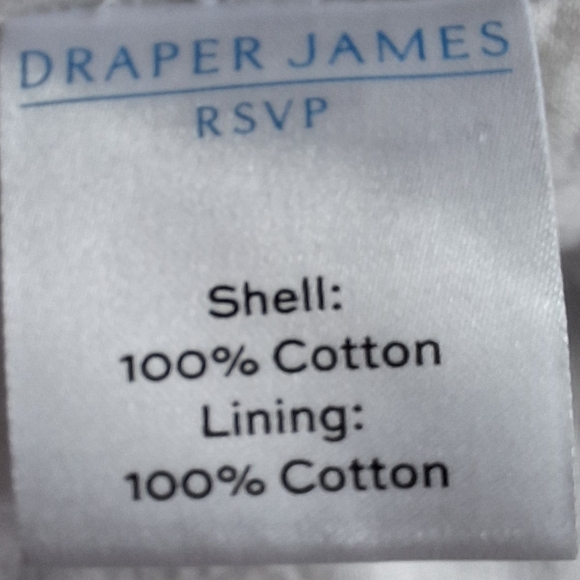 DRAPER JAMES
RSVP
Shell:
100% Cotton
Lining:
100% Cotton